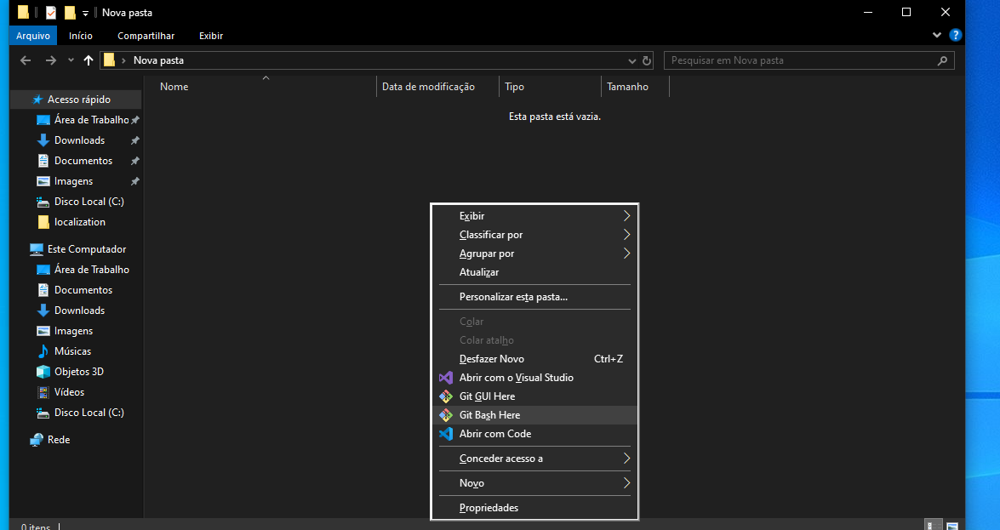 Nova pasta
Arquivo Início Compartilhar Exibir
Nova pasta Pesquisar em Nova pasta
Nome Data de modificação Tipo Tamanho
Esta pasta está vazia.
Acesso rápido
Área de Trabalho
Downloads
Documentos
Imagens
Disco Local (C:)
localization
Este Computador
Área de Trabalho
Documentos
Downloads
Imagens
Músicas
Objetos 3D
Vídeos
Disco Local (C:)
Rede
Exibir
Classificar por
Agrupar por
Atualizar
Personalizar esta pasta...
Colar
Colar atalho
Desfazer Novo Ctrl+Z
Abrir com o Visual Studio
Git GUI Here
Git Bash Here
Abrir com Code
Conceder acesso a
Novo
Propriedades
0 itens